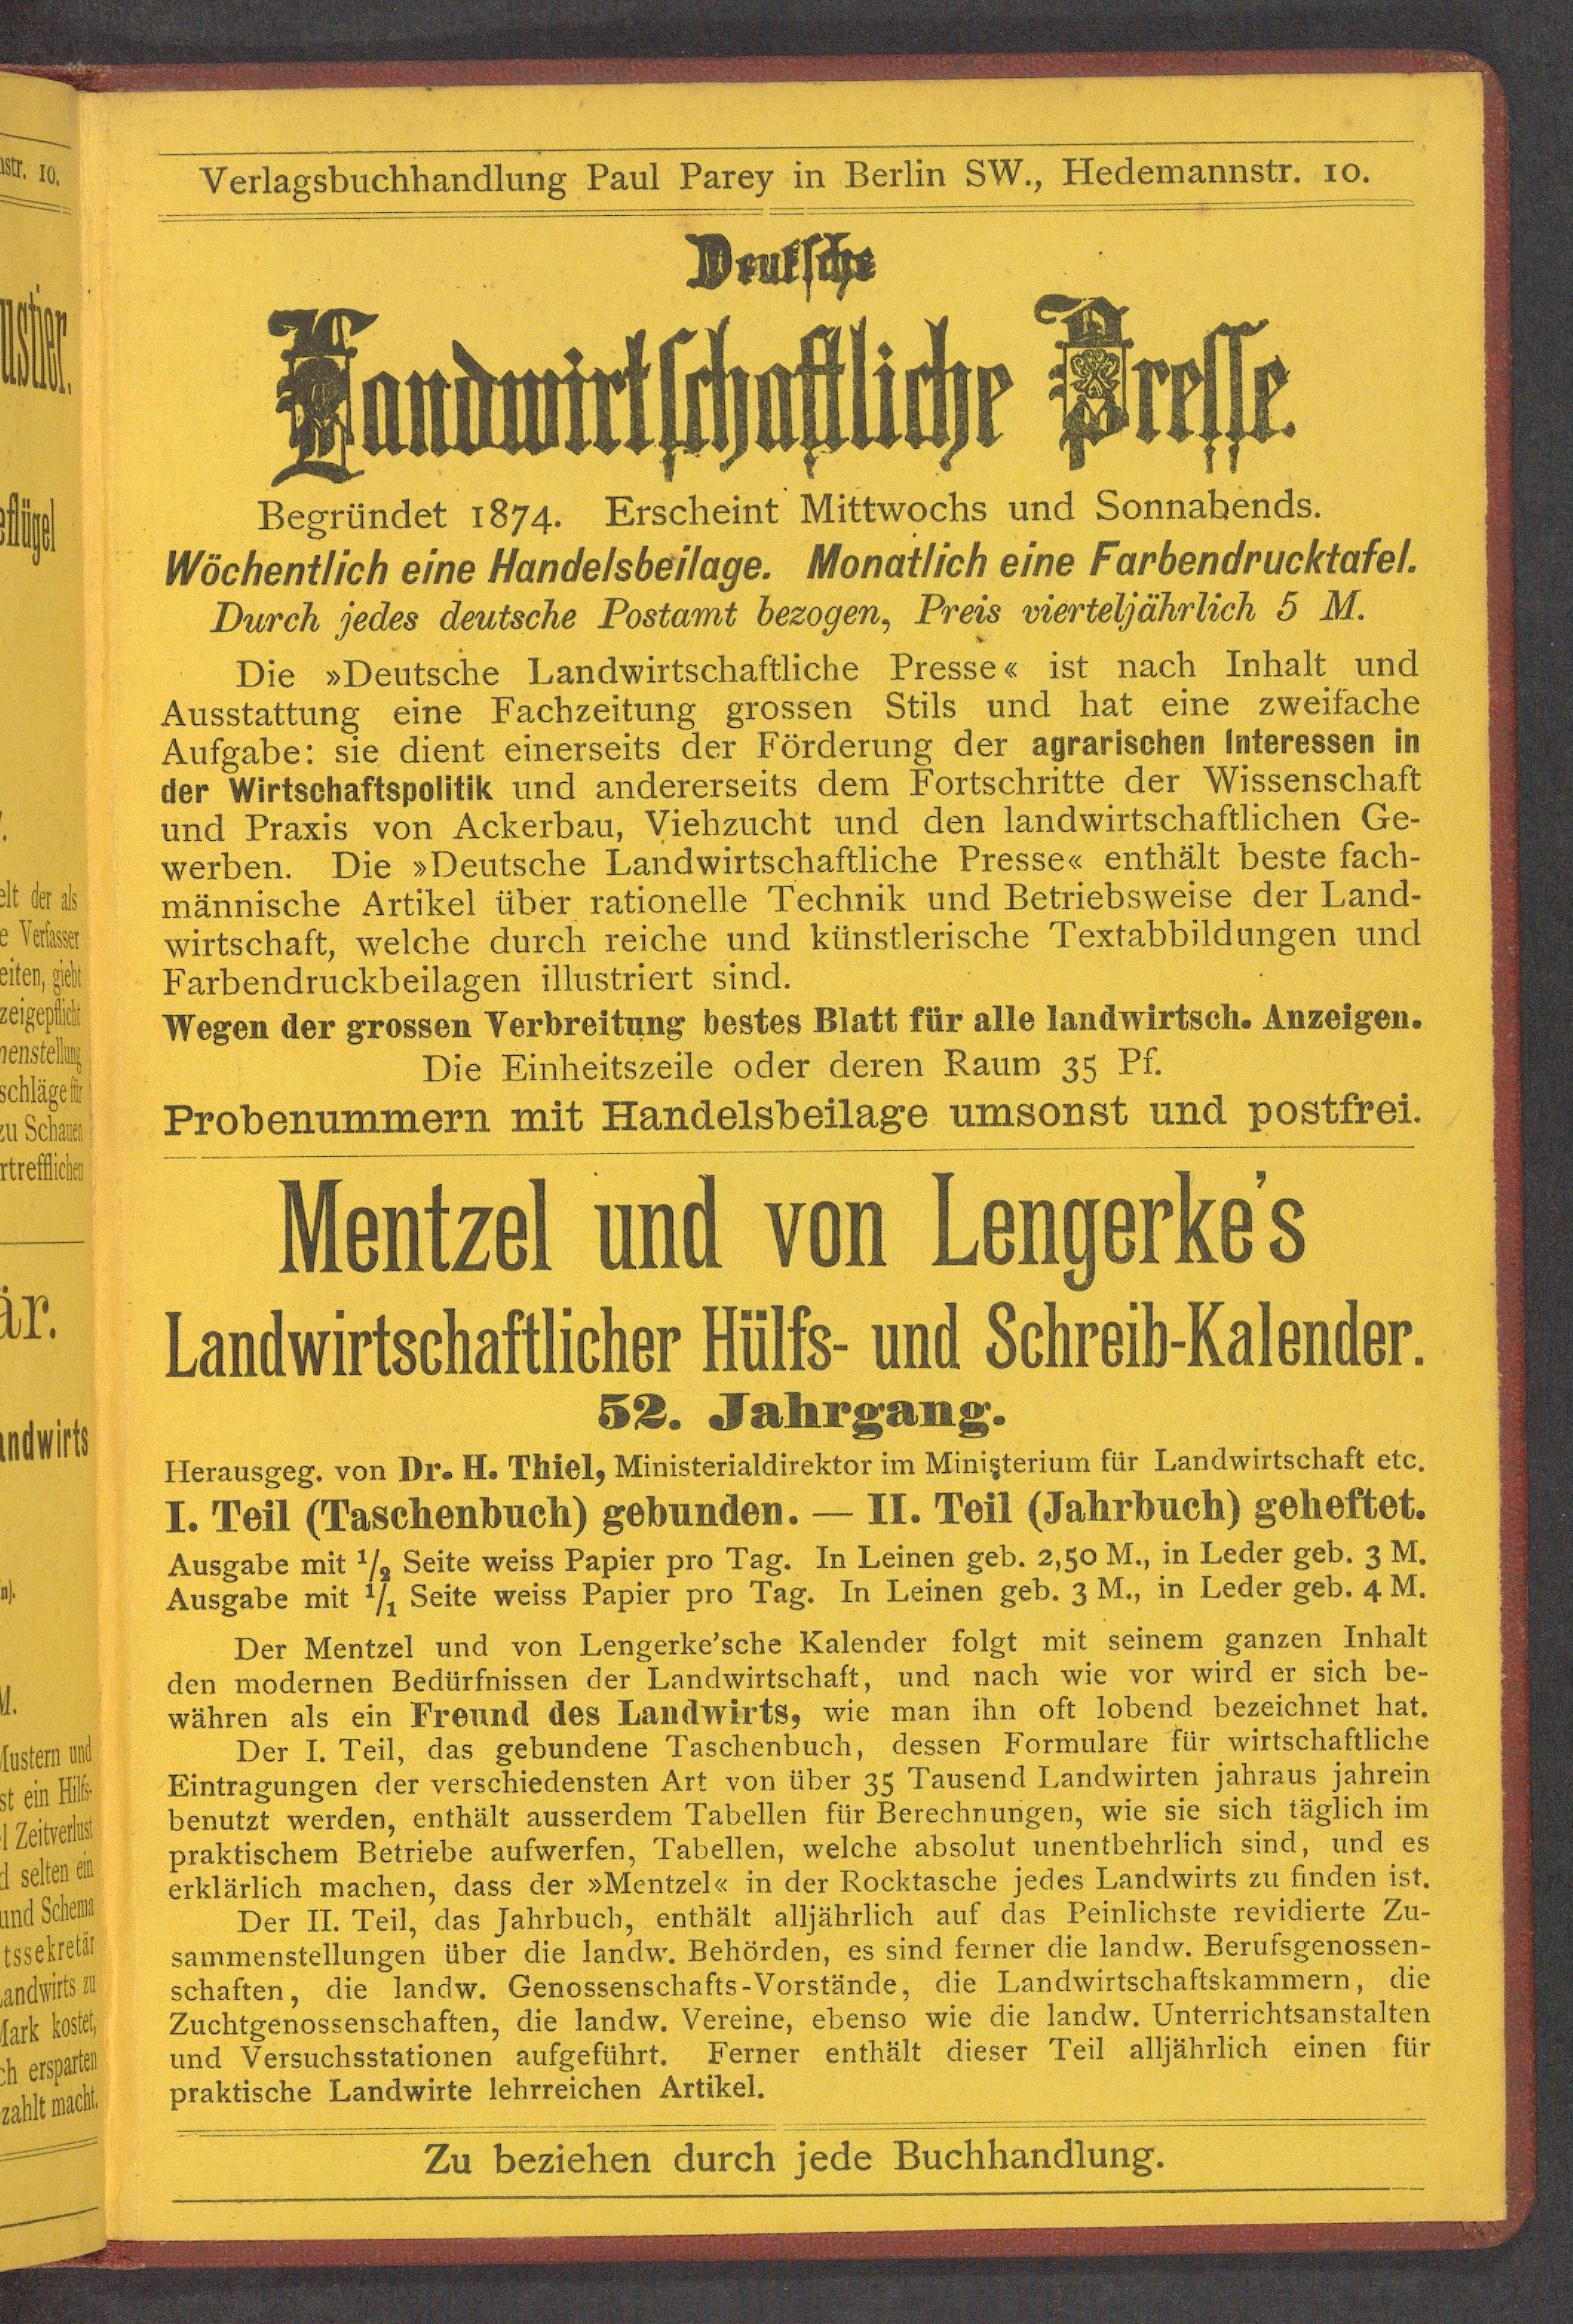 Verlagsbuchhandlung Paul Parey in Berlin SW., Hedemannstr. 10.
Deutsche
Landwirtschaftliche Presse.
Begründet 1874. Erscheint Mittwochs und Sonnabends.
Wöchentlich eine Handelsbeilage. Monatlich eine Farbendrucktafel.
Durch jedes deutsche Postamt bezogen, Preis vierteljährlich 5 M.
Die »Deutsche Landwirtschaftliche Presse« ist nach Inhalt und
Ausstattung eine Fachzeitung grossen Stils und hat eine zweifache
Aufgabe: sie dient einerseits der Förderung der agrarischen Interessen in
der Wirtschaftspolitik und andererseits dem Fortschritte der Wissenschaft
und Praxis von Ackerbau, Viehzucht und den landwirtschaftlichen Ge-
werben. Die »Deutsche Landwirtschaftliche Presse« enthält beste fach-
männische Artikel über rationelle Technik und Betriebsweise der Land-
wirtschaft, welche durch reiche und künstlerische Textabbildungen und
Farbendruckbeilagen illustriert sind.
Wegen der grossen Verbreitung bestes Blatt für alle landwirtsch. Anzeigen.
Die Einheitszeile oder deren Raum 35 Pf.
Probenummern mit Handelsbeilage umsonst und postfrei.
Mentzel und von Lengerke's
Landwirtschaftlicher Hülfs- und Schreib-Kalender.
52. Jahrgang.
Herausgeg. von Dr. H. Thiel, Ministerialdirektor im Ministerium für Landwirtschaft etc.
I. Teil (Taschenbuch) gebunden. — II. Teil (Jahrbuch) geheftet.
Ausgabe mit 1/2 Seite weiss Papier pro Tag. In Leinen geb. 2,50 M., in Leder geb. 3 M.
Ausgabe mit 1/1 Seite weiss Papier pro Tag. In Leinen geb. 3 M., in Leder geb. 4 M.
Der Mentzel und von Lengerke'sche Kalender folgt mit seinem ganzen Inhalt
den modernen Bedürfnissen der Landwirtschaft, und nach wie vor wird er sich be-
währen als ein Freund des Landwirts, wie man ihn oft lobend bezeichnet hat.
Der I. Teil, das gebundene Taschenbuch, dessen Formulare für wirtschaftliche
Eintragungen der verschiedensten Art von über 35 Tausend Landwirten jahraus jahrein
benutzt werden, enthält ausserdem Tabellen für Berechnungen, wie sie sich täglich im
praktischem Betriebe aufwerfen, Tabellen, welche absolut unentbehrlich sind, und es
erklärlich machen, dass der »Mentzel« in der Rocktasche jedes Landwirts zu finden ist.
Der II. Teil, das Jahrbuch, enthält alljährlich auf das Peinlichste revidierte Zu-
sammenstellungen über die landw. Behörden, es sind ferner die landw. Berufsgenossen-
schaften, die landw. Genossenschafts-Vorstände, die Landwirtschaftskammern, die
Zuchtgenossenschaften, die landw. Vereine, ebenso wie die landw. Unterrichtsanstalten
und Versuchsstationen aufgeführt. Ferner enthält dieser Teil alljährlich einen für
praktische Landwirte lehrreichen Artikel.
Zu beziehen durch jede Buchhandlung.